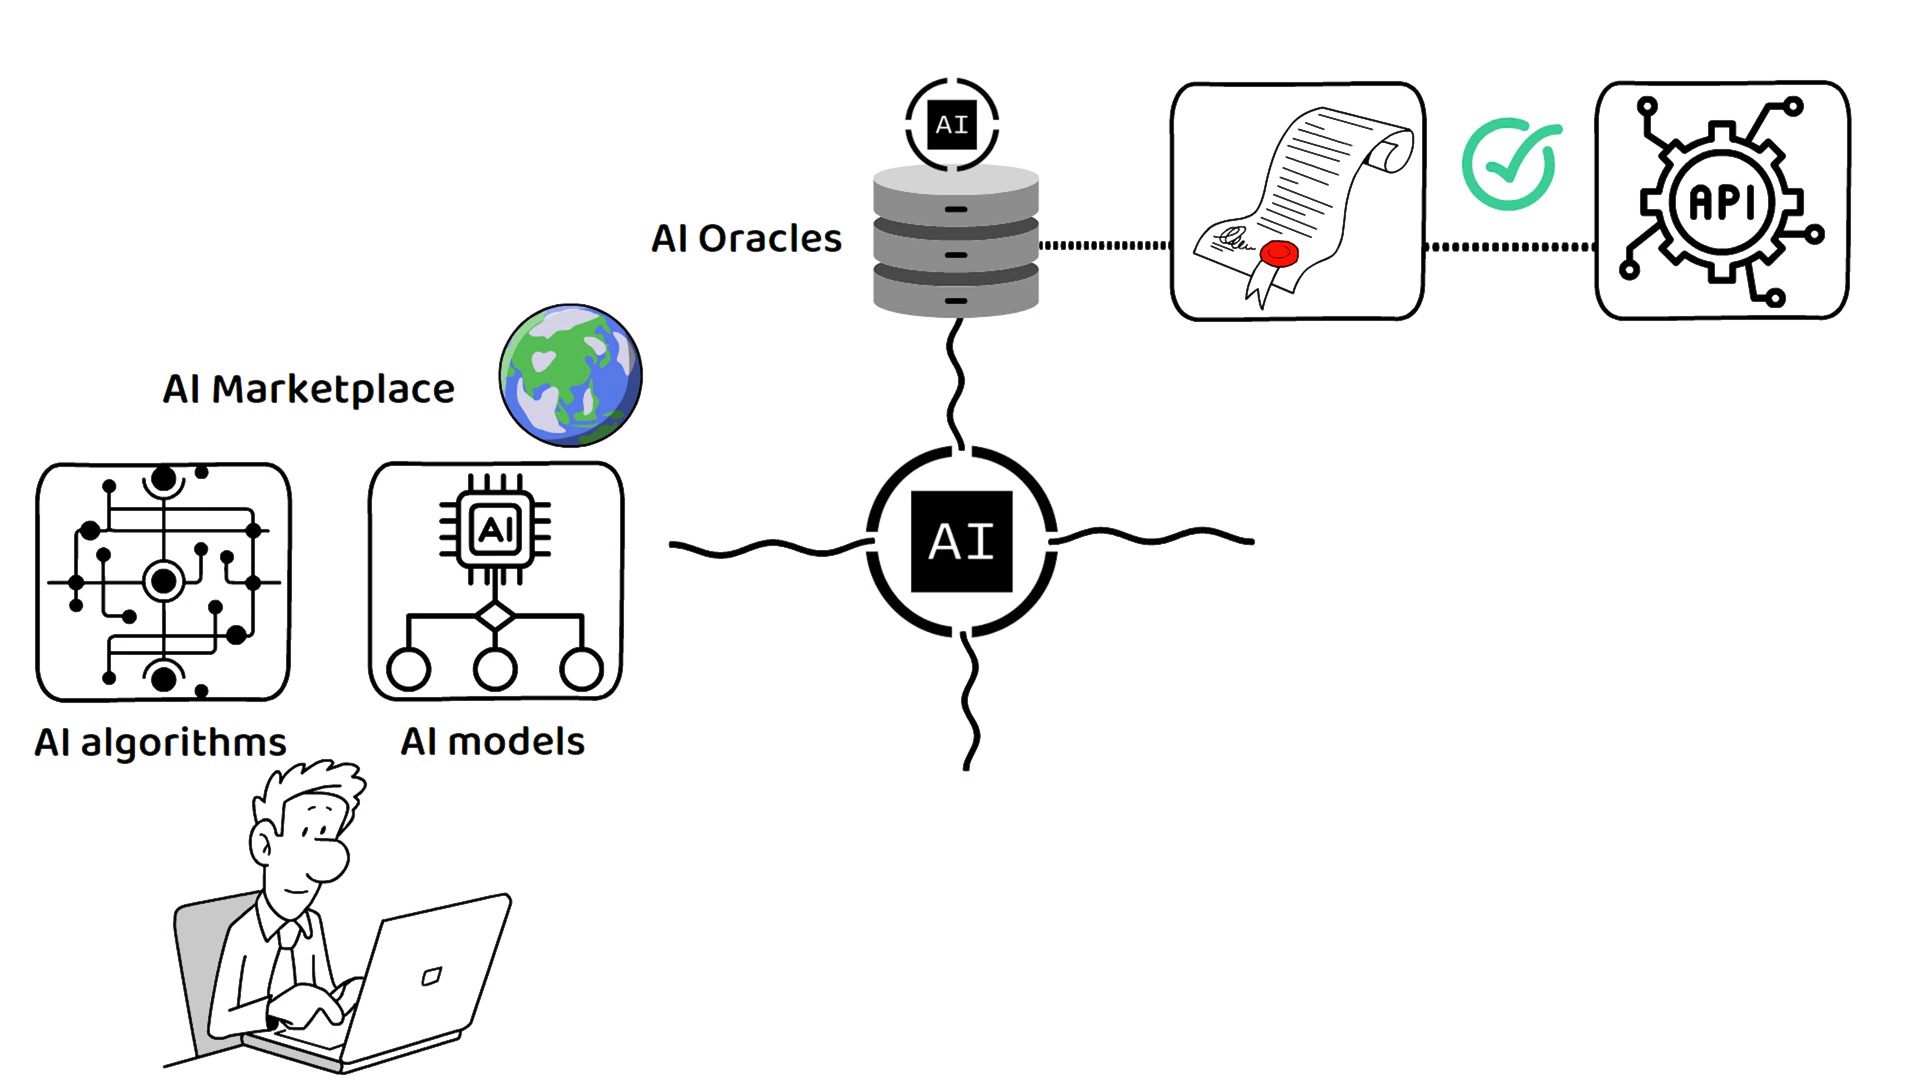 AI
API
AI Oracles
AI Marketplace
AI
AI
AI algorithms
AI models